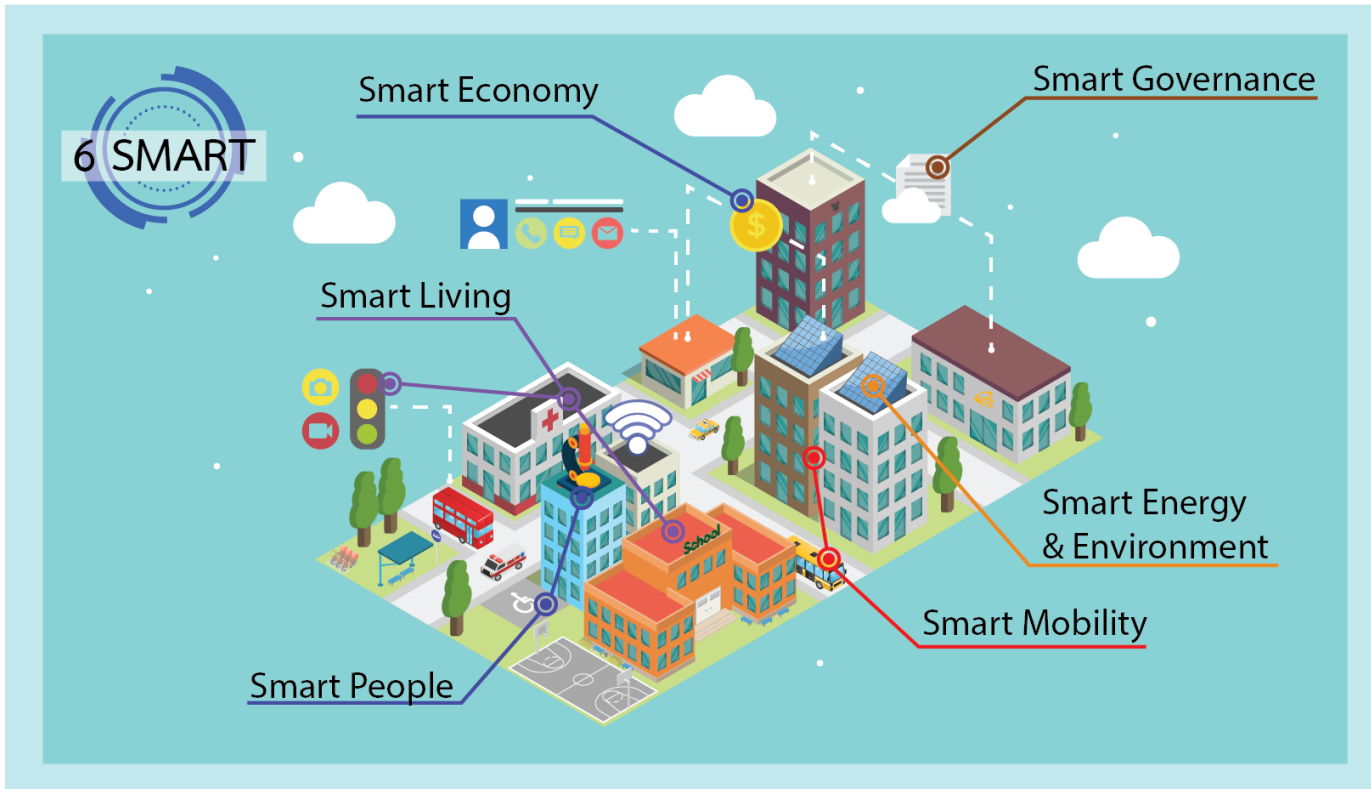 6 SMART
Smart Economy
Smart Governance
$
Smart Living
School
Smart Energy
& Environment
Smart Mobility
Smart People